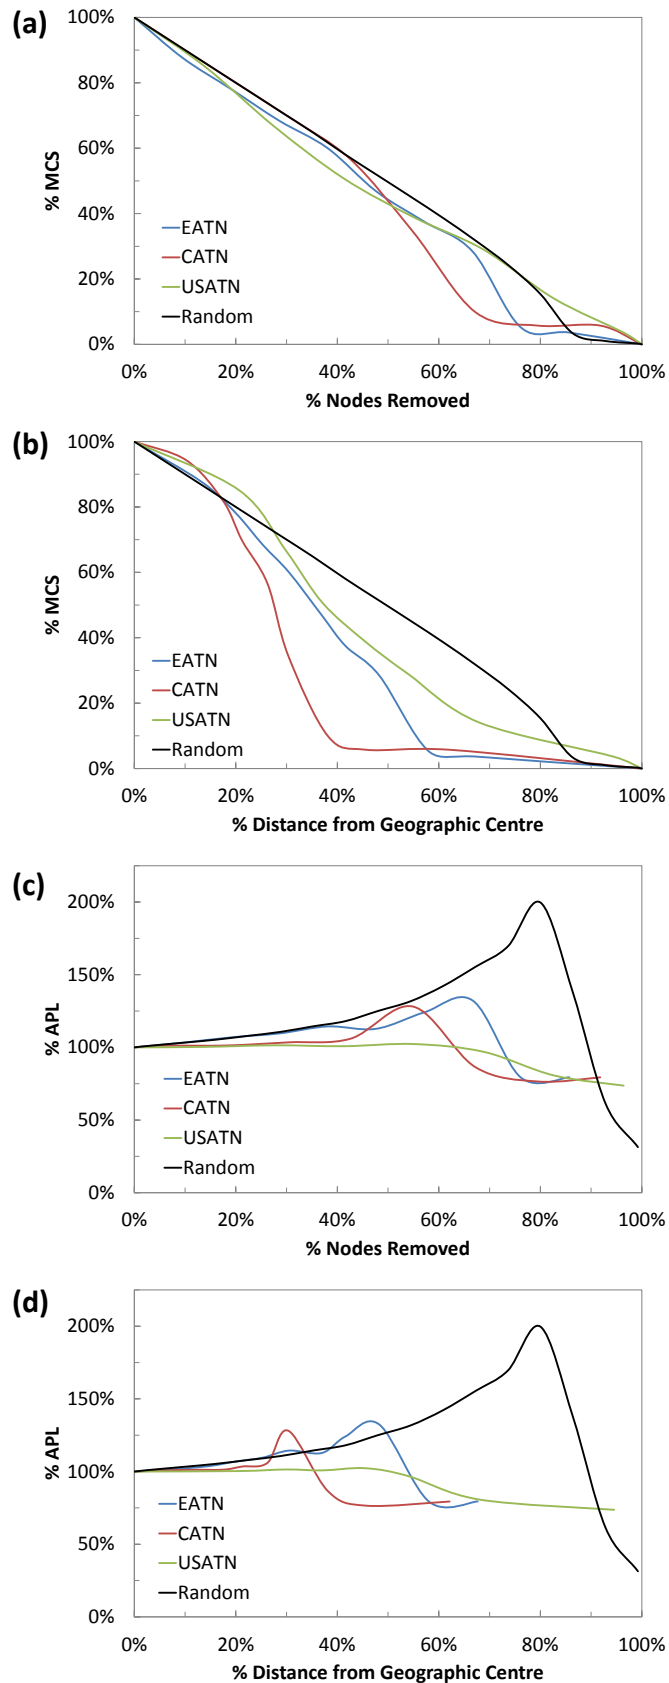 (a)
100%
80%
60%
40%
20%
0%
% MCS
EATN
CATN
USATN
Random
0% 20% 40% 60% 80% 100%
% Nodes Removed
(b)
100%
80%
60%
40%
20%
0%
% MCS
EATN
CATN
USATN
Random
0% 20% 40% 60% 80% 100%
% Distance from Geographic Centre
(c)
200%
150%
100%
50%
0%
% APL
EATN
CATN
USATN
Random
0% 20% 40% 60% 80% 100%
% Nodes Removed
(d)
200%
150%
100%
50%
0%
% APL
EATN
CATN
USATN
Random
0% 20% 40% 60% 80% 100%
% Distance from Geographic Centre